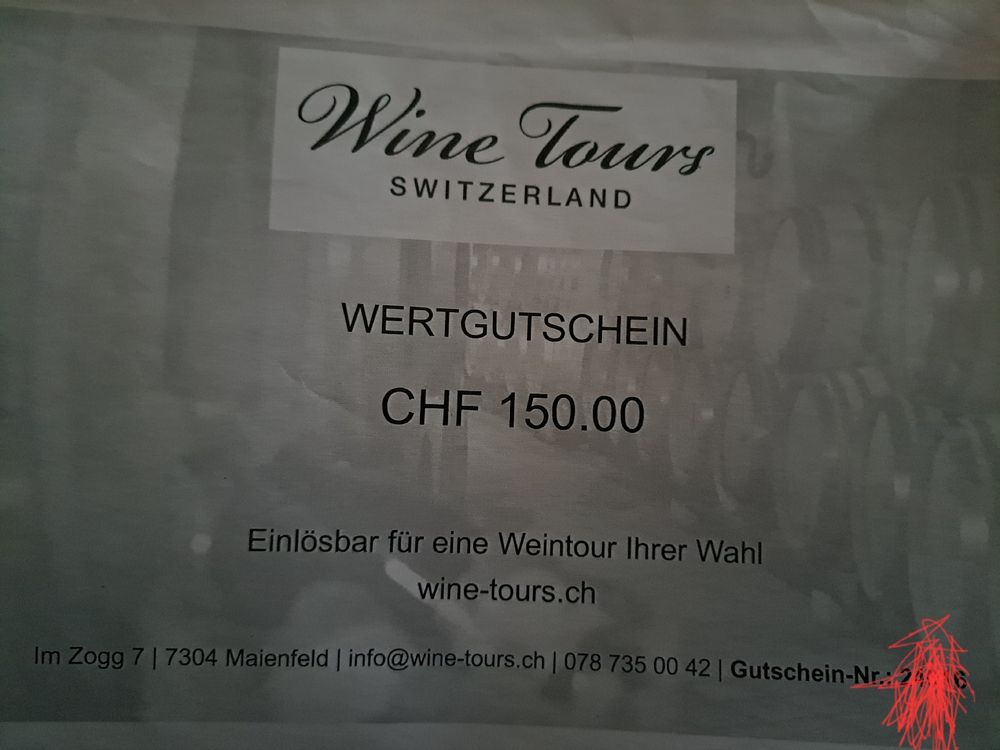 Wine Tours
SWITZERLAND
WERTGUTSCHEIN
CHF 150.00
Einlösbar für eine Weintour Ihrer Wahl
wine-tours.ch
Im Zogg 7 | 7304 Maienfeld | info@wine-tours.ch | 078 735 00 42 | Gutschein-Nr.: